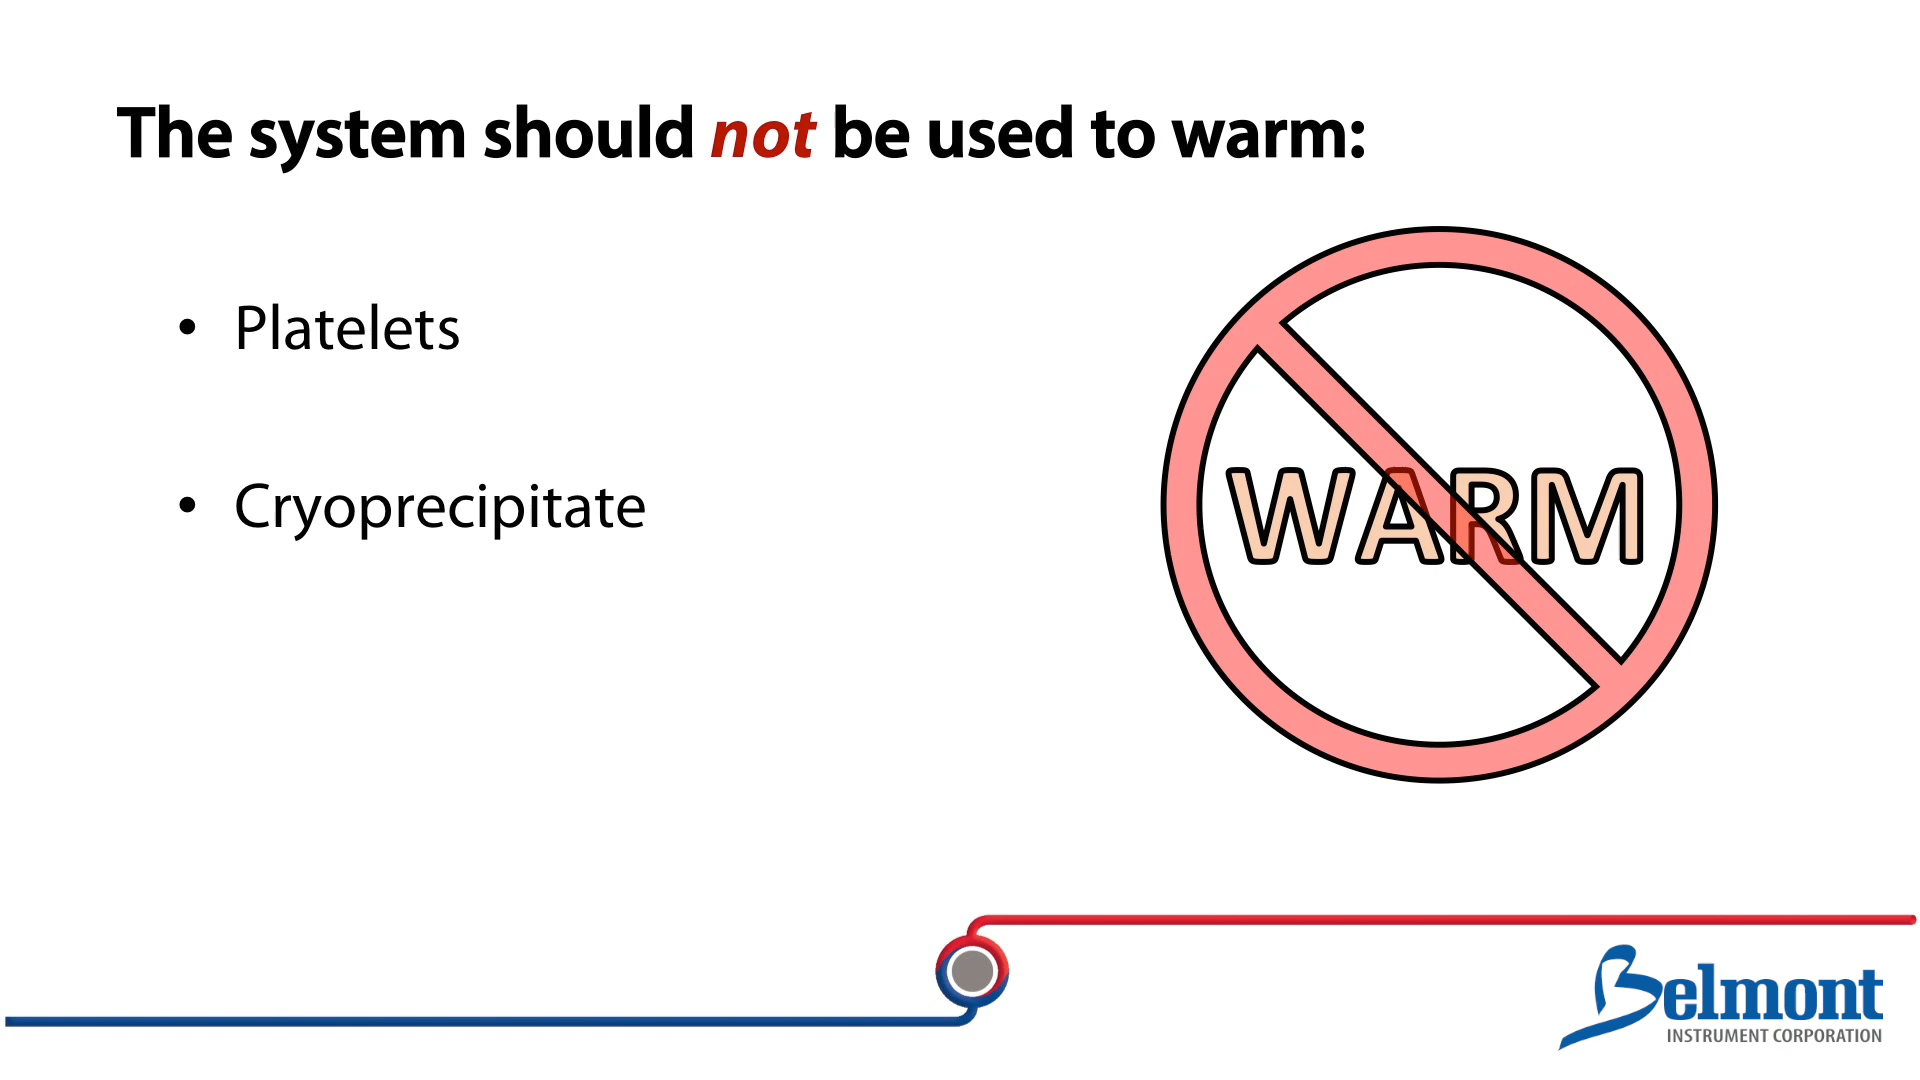 The system should not be used to warm:
• Platelets
• Cryoprecipitate
WARM
Belmont
INSTRUMENT CORPORATION